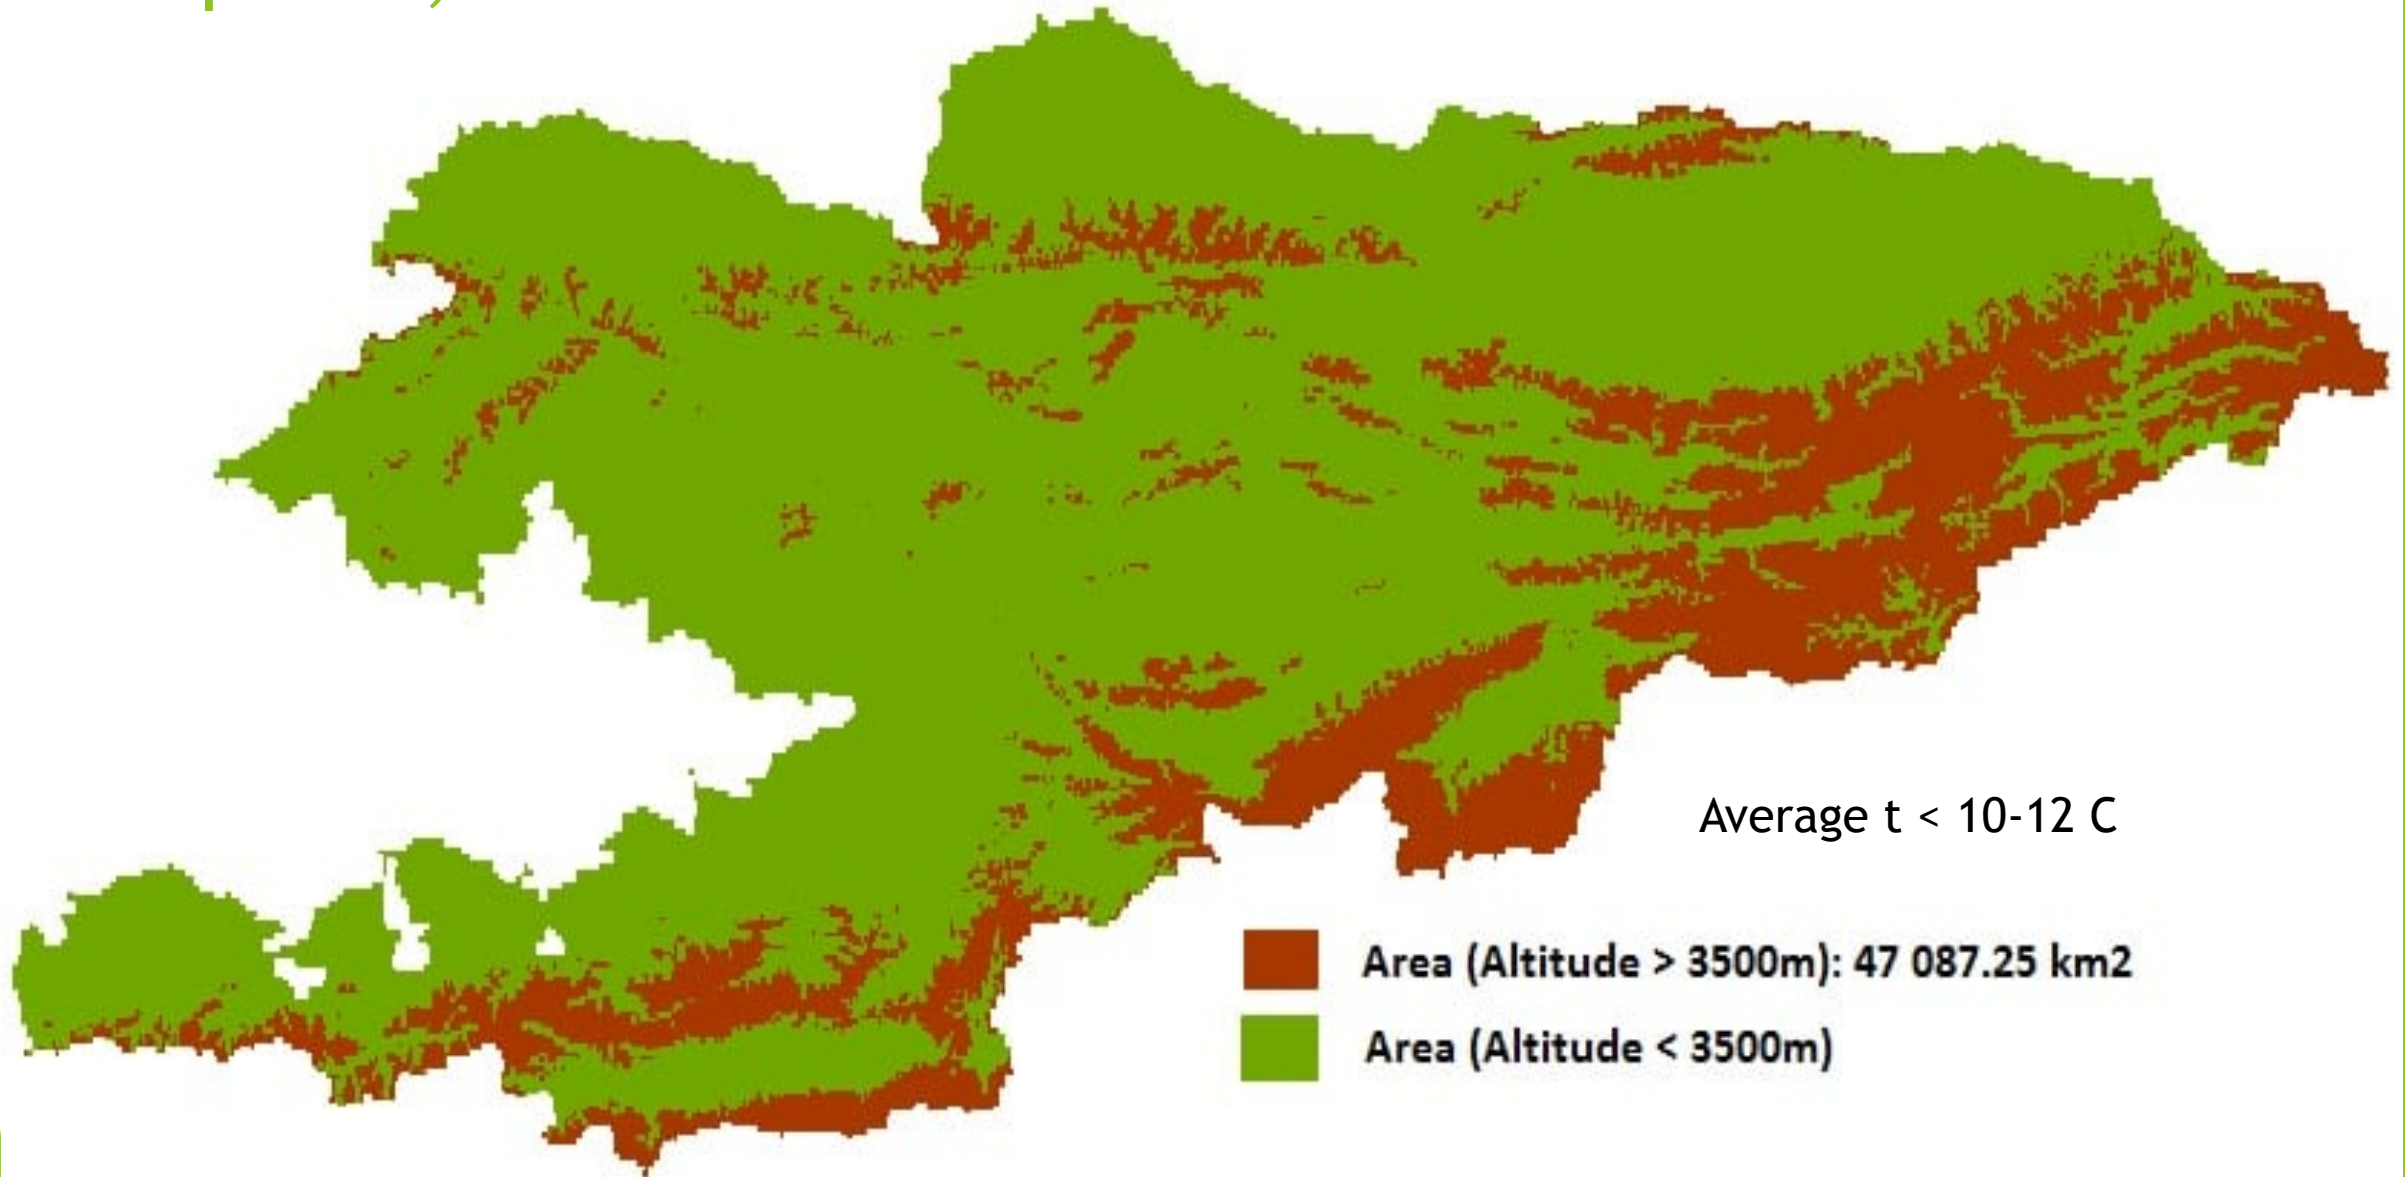 Average t < 10-12 C
Area (Altitude > 3500m): 47 087.25 km2
Area (Altitude < 3500m)